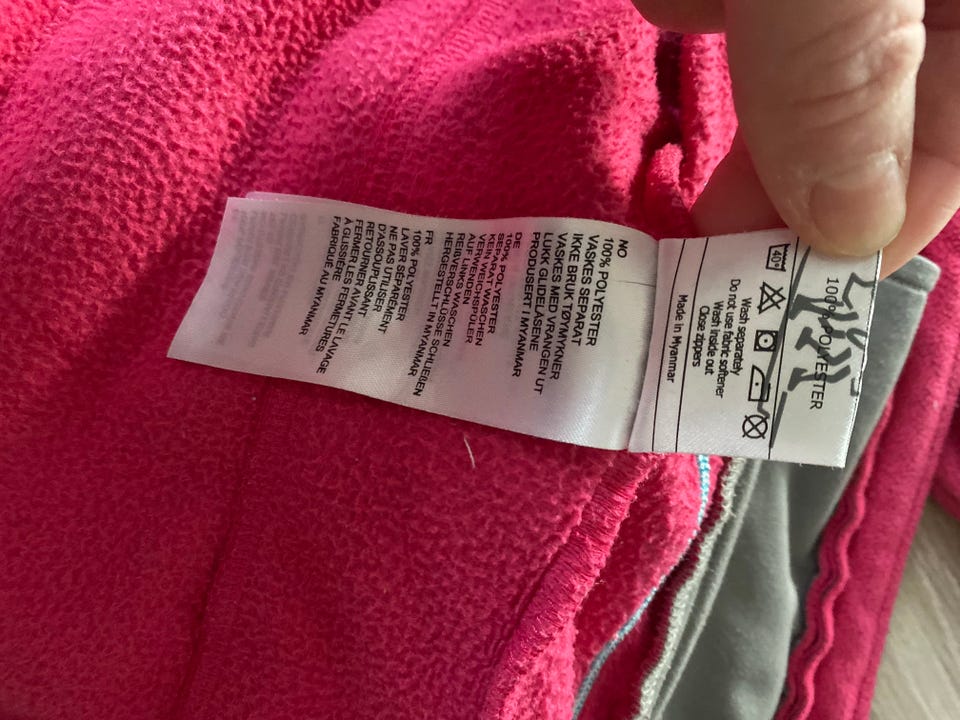 100% POLYESTER
40°
Wash separately
Do not use fabric softener
Wash inside out
Close zippers
Made in Myanmar
NO
100% POLYESTER
VASKES SEPARAT
IKKE BRUK TØYMYKNER
VASKES MED VRANGEN UT
LUKK GLIDELÅSENE
PRODUSERT I MYANMAR
DE
100% POLYESTER
SEPARAT WASCHEN
KEIN WEICHSPÜLER
VERWENDEN
AUF LINKS WASCHEN
REIßVERSCHLÜSSE SCHLIEßEN
HERGESTELLT IN MYANMAR
FR
100% POLYESTER
LAVER SÉPARÉMENT
NE PAS UTILISER
D'ASSOUPLISSANT
RETOURNER ET
FERMER LES FERMETURES
À GLISSIÈRE AVANT LE LAVAGE
FABRIQUÉ AU MYANMAR